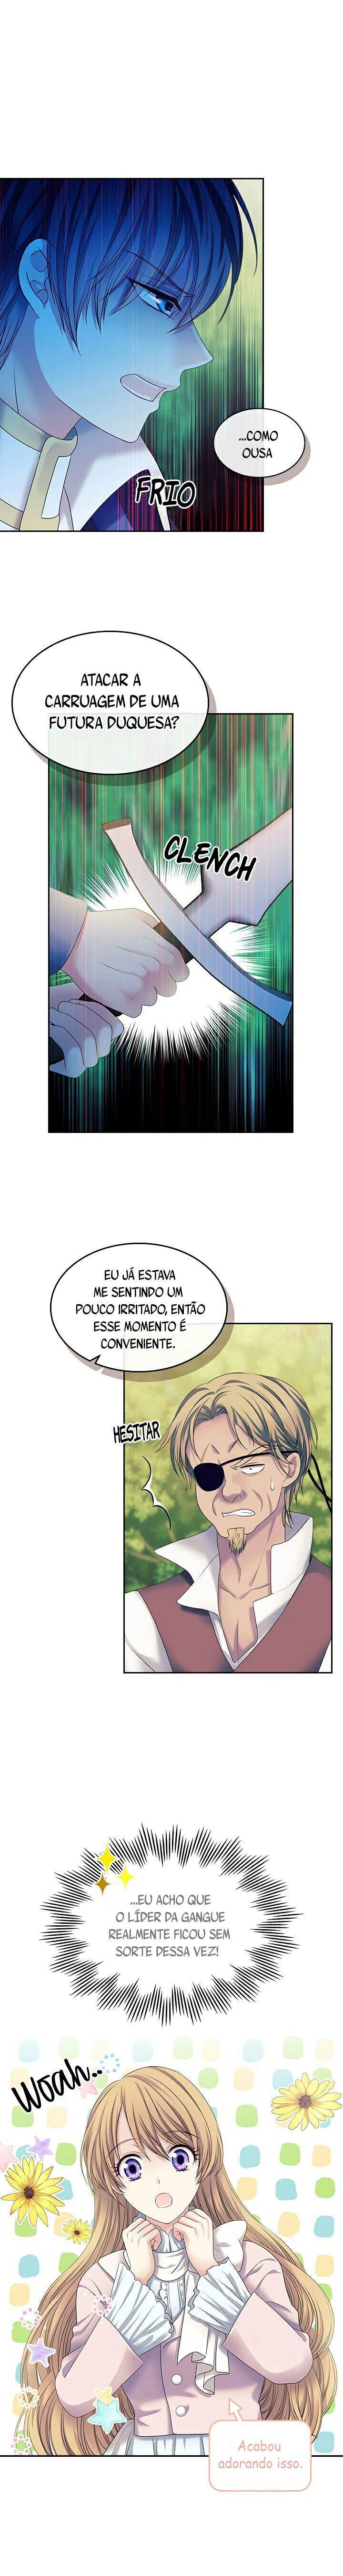 ...COMO
OUSA
FRIO
ATACAR A
CARRUAGEM DE UMA
FUTURA DUQUESA?
CLENCH
EU JÁ ESTAVA
ME SENTINDO UM
POUCO IRRITADO, ENTÃO
ESSE MOMENTO É
CONVENIENTE.
HESITAR
...EU ACHO QUE
O LÍDER DA GANGUE
REALMENTE FICOU SEM
SORTE DESSA VEZ!
Woah..
Acabou
adorando isso.